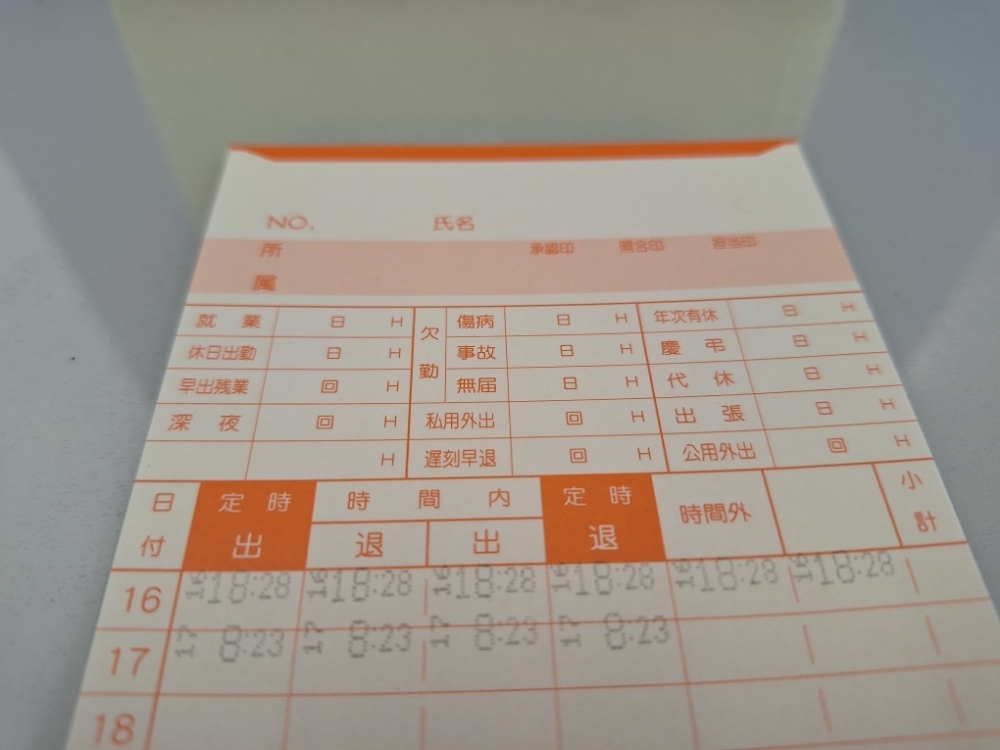 NO. 氏名
所属 承認印 照合印 担当印
就業 日 H 欠勤 傷病 日 H 年次有休 日 H
休日出勤 日 H 事故 日 H 慶弔 日 H
早出残業 回 H 無届 日 H 代休 日 H
深夜 回 H 私用外出 回 H 出張 日 H
H 遅刻早退 回 H 公用外出 回 H
日付 定時 時間内 定時 時間外 小計
出 退 出 退
16 16 18:28 16 18:28 16 18:28 16 18:28 16 18:28 16 18:28
17 17 8:23 17 8:23 17 8:23 17 8:23
18